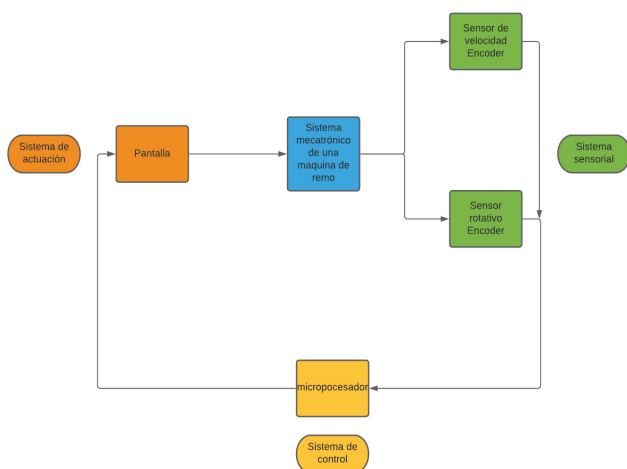 Sensor de
velocidad
Encoder
Sistema de
actuación
Pantalla
Sistema
mecatrónico
de una
maquina de
remo
Sistema
sensorial
Sensor
rotativo
Encoder
micropocesador
Sistema de
control